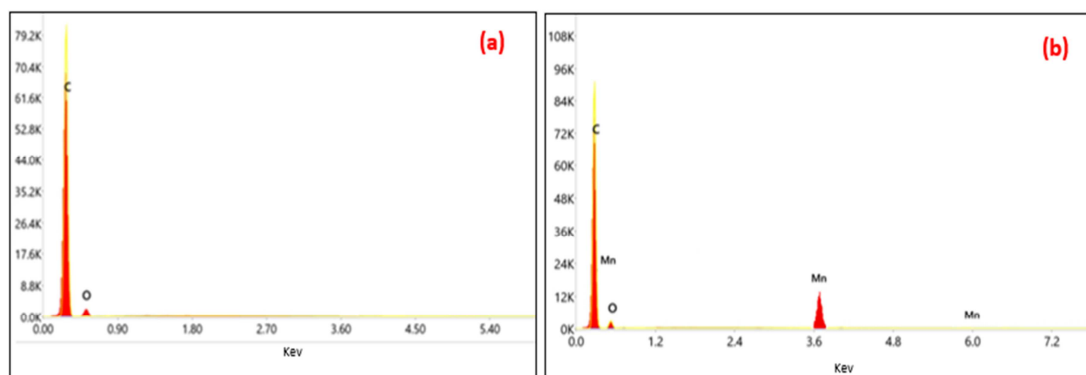 (a)
79.2K
70.4K
C
61.6K
52.8K
44.0K
35.2K
26.4K
17.6K
8.8K
O
0.0K
0.00 0.90 1.80 2.70 3.60 4.50 5.40
Kev
(b)
108K
96K
84K
C
72K
60K
48K
36K
Mn
24K
Mn
12K
O
Mn
0K
0.0 1.2 2.4 3.6 4.8 6.0 7.2
Kev